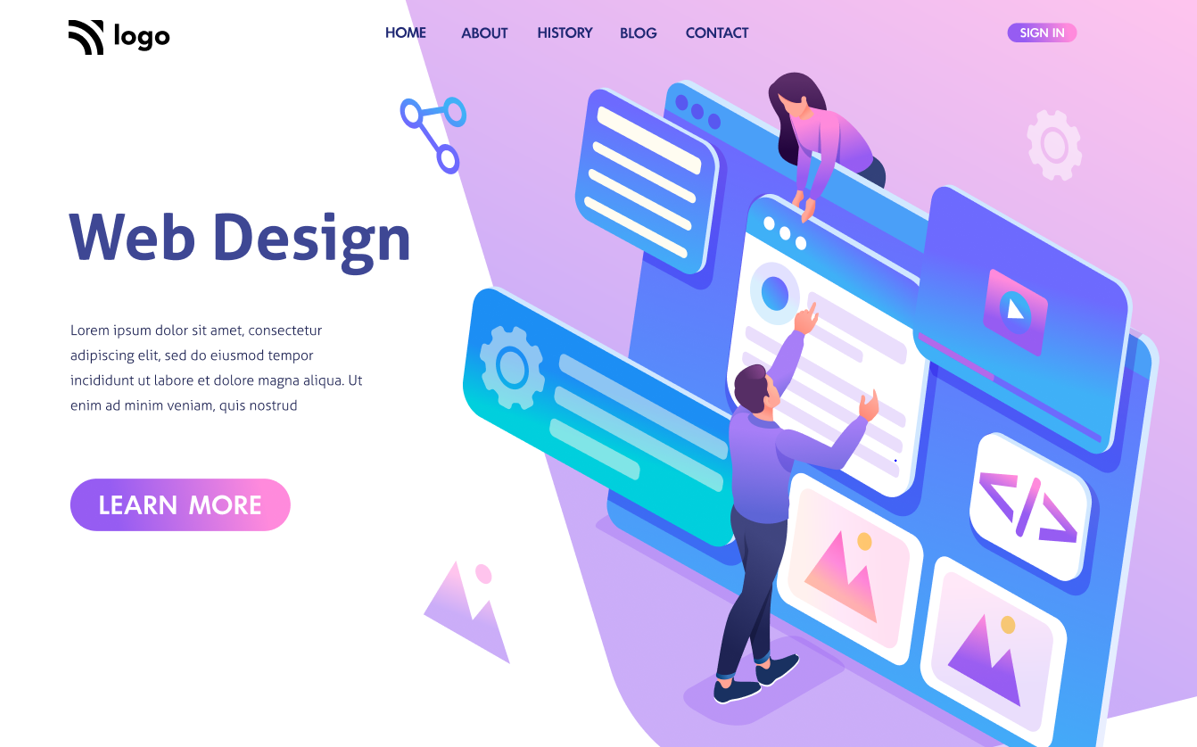 logo
HOME ABOUT HISTORY BLOG CONTACT SIGN IN
Web Design
Lorem ipsum dolor sit amet, consectetur
adipiscing elit, sed do eiusmod tempor
incididunt ut labore et dolore magna aliqua. Ut
enim ad minim veniam, quis nostrud
LEARN MORE